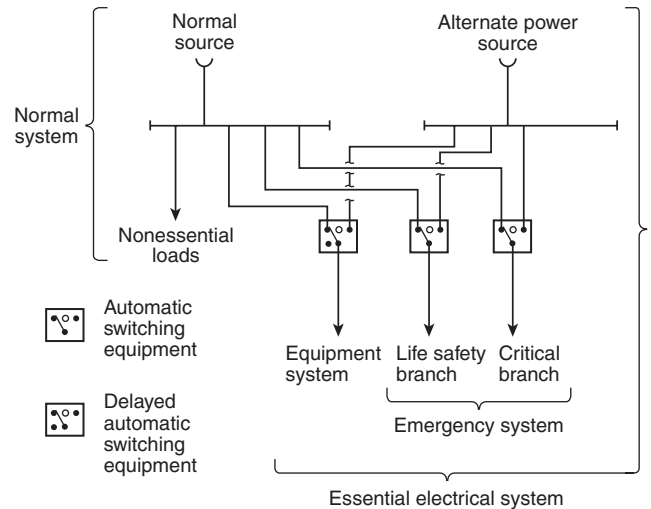 Normal
source
Alternate power
source
Normal
system
Nonessential
loads
Automatic
switching
equipment
Equipment
system
Life safety
branch
Critical
branch
Delayed
automatic
switching
equipment
Emergency system
Essential electrical system